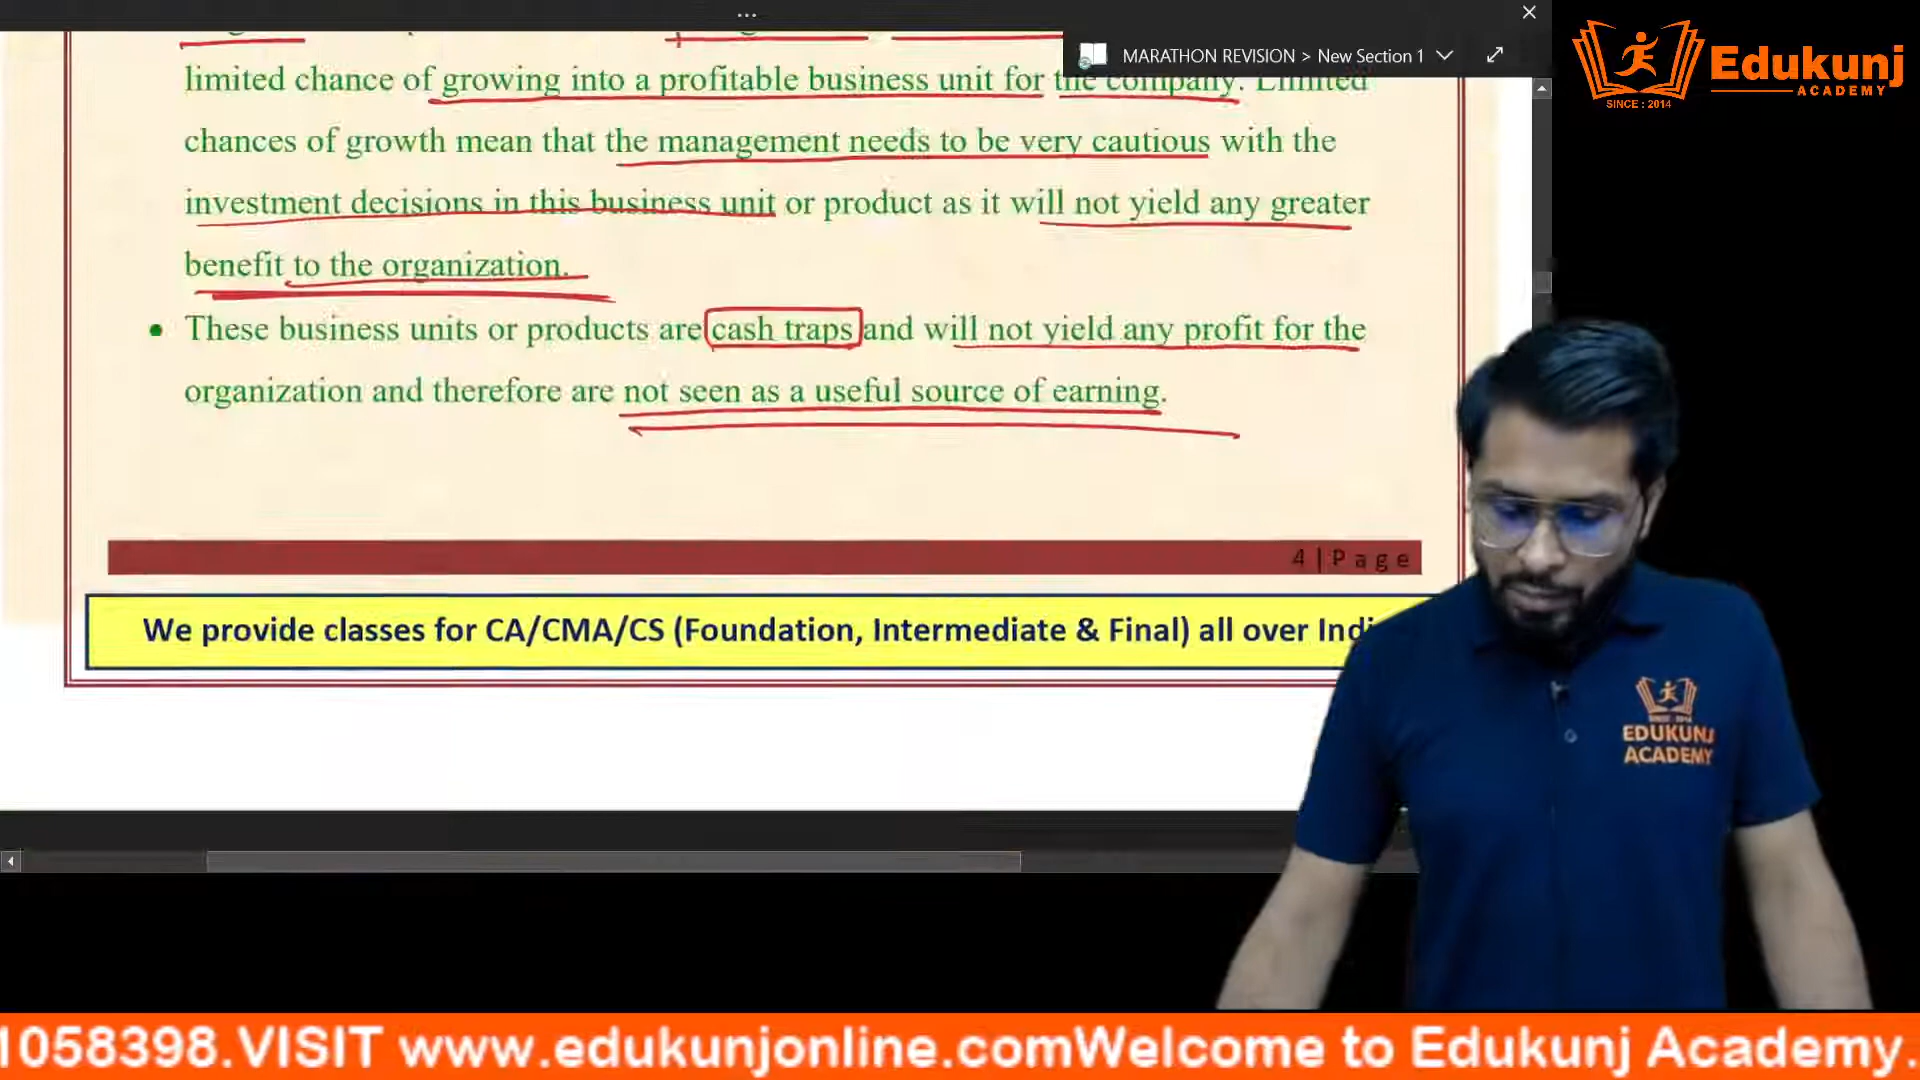 MARATHON REVISION > New Section 1
Edukunj
ACADEMY
SINCE : 2014
limited chance of growing into a profitable business unit for the company. Limited
chances of growth mean that the management needs to be very cautious with the
investment decisions in this business unit or product as it will not yield any greater
benefit to the organization.
• These business units or products are cash traps and will not yield any profit for the
organization and therefore are not seen as a useful source of earning.
4 | P a g e
We provide classes for CA/CMA/CS (Foundation, Intermediate & Final) all over
EDUKUNJ
ACADEMY
1058398.VISIT www.edukunjonline.comWelcome to Edukunj Academy.